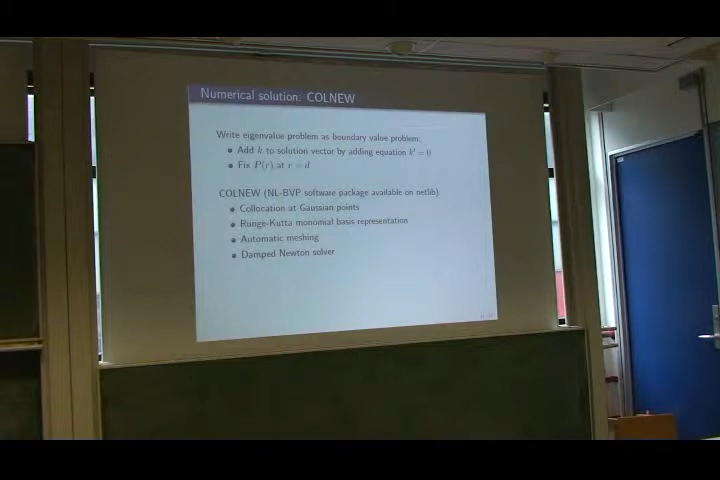 Numerical solution: COLNEW
Write eigenvalue problem as boundary value problem:
Add k to solution vector by adding equation k' = 0
Fix P(r) at r = d
COLNEW (NL-BVP software package available on netlib)
Collocation at Gaussian points
Runge-Kutta monomial basis representation
Automatic meshing
Damped Newton solver